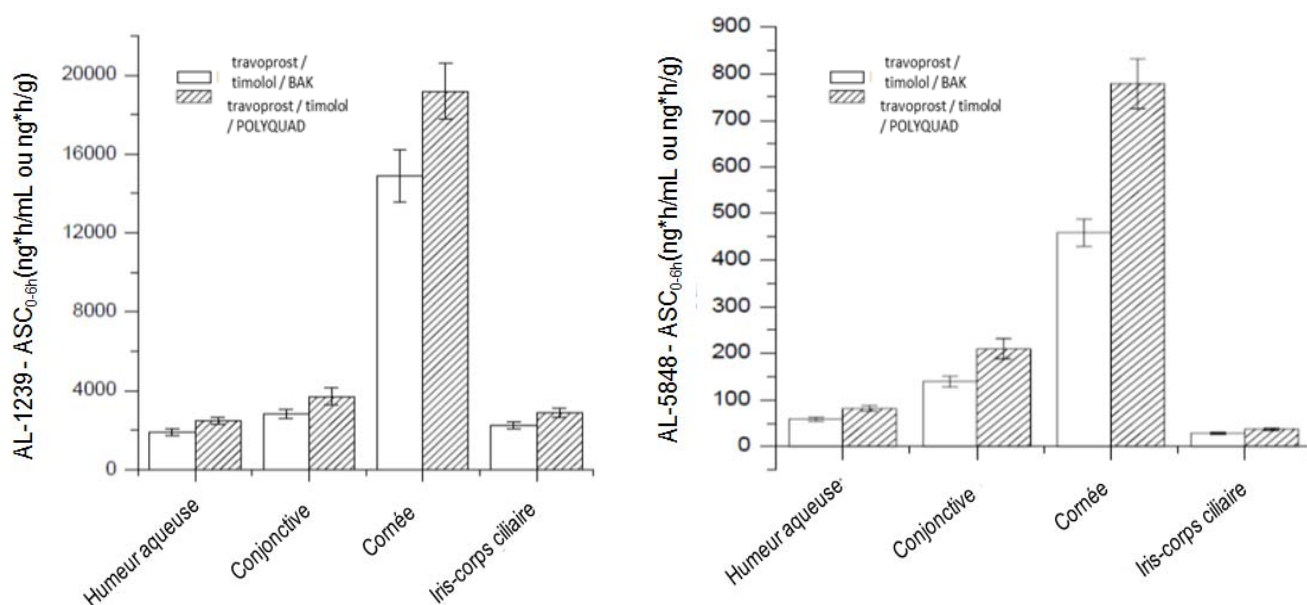 AL-1239 - ASC0-6h(ng*h/mL ou ng*h/g)
20000
16000
12000
8000
4000
0
travoprost /
timolol / BAK
travoprost / timolol
/ POLYQUAD
Humeur aqueuse
Conjonctive
Cornée
Iris-corps ciliaire
AL-5848 - ASC0-6h(ng*h/mL ou ng*h/g)
900
800
700
600
500
400
300
200
100
0
travoprost /
timolol / BAK
travoprost / timolol
/ POLYQUAD
Humeur aqueuse
Conjonctive
Cornée
Iris-corps ciliaire